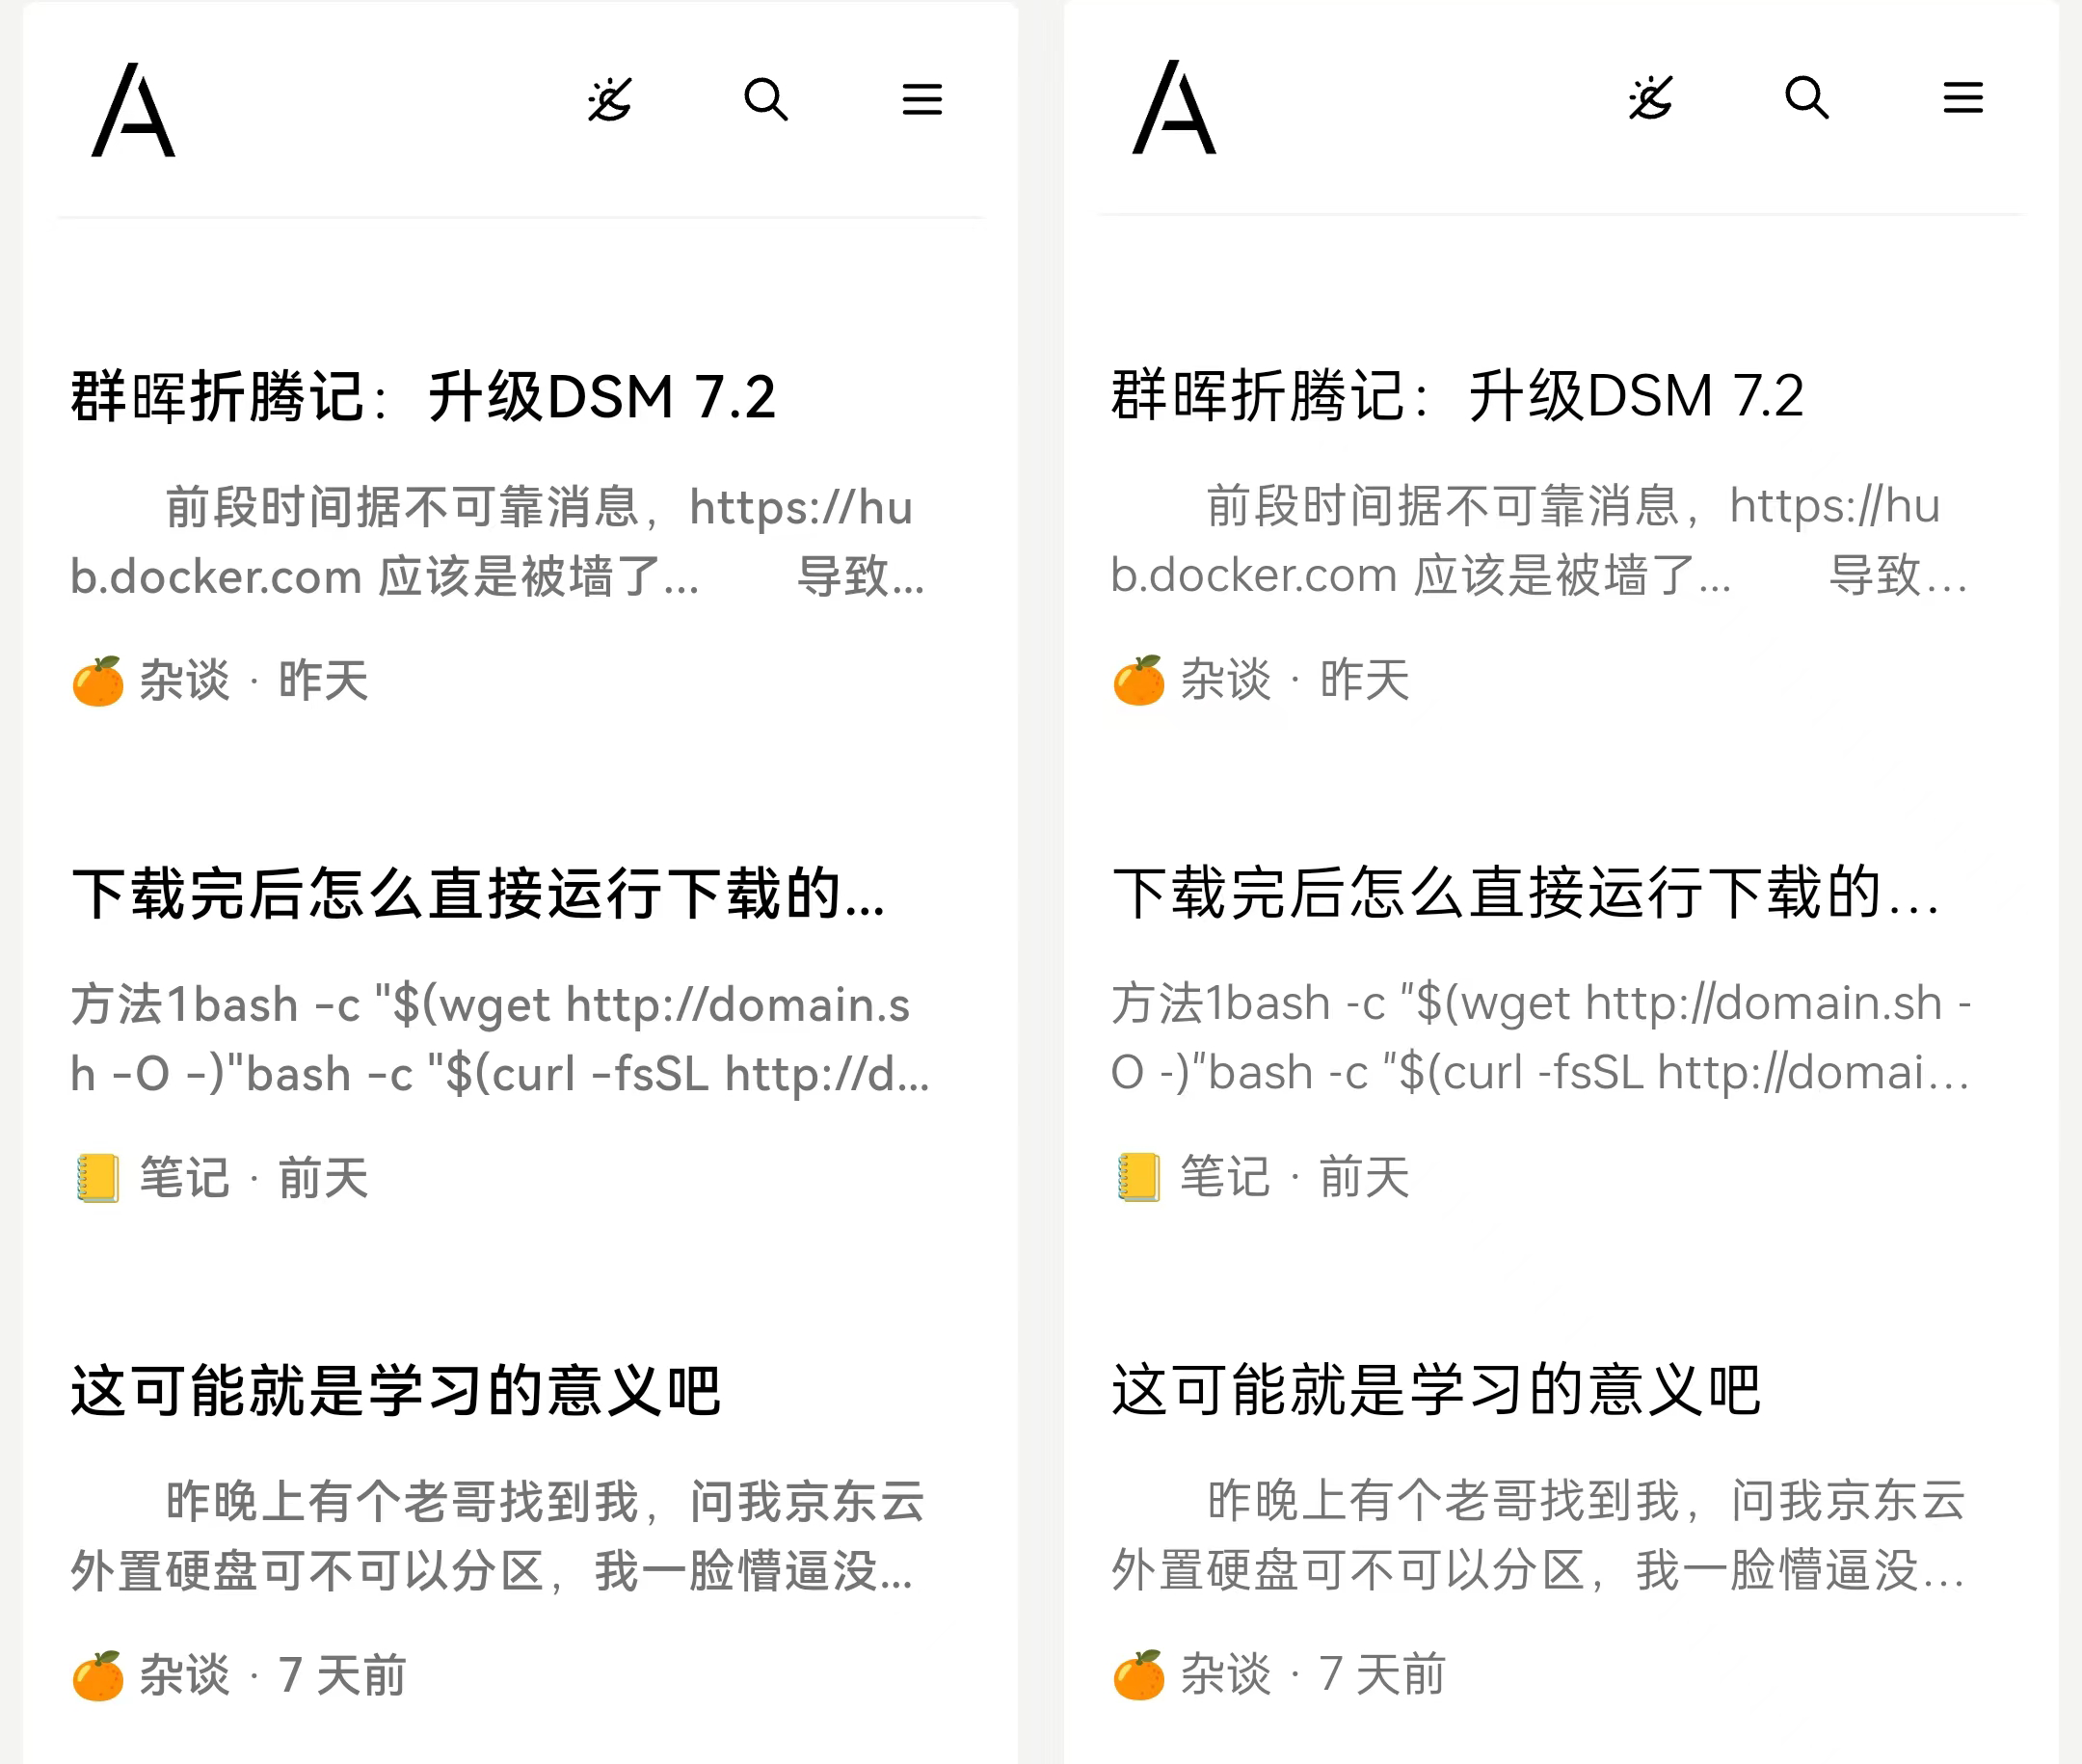 群晖折腾记：升级DSM 7.2
前段时间据不可靠消息，https://hu
b.docker.com 应该是被墙了... 导致...
🍊 杂谈 · 昨天
下载完后怎么直接运行下载的...
方法1bash -c "$(wget http://domain.s
h -O -)"bash -c "$(curl -fsSL http://d...
📒 笔记 · 前天
这可能就是学习的意义吧
昨晚上有个老哥找到我，问我京东云
外置硬盘可不可以分区，我一脸懵逼没...
🍊 杂谈 · 7 天前
群晖折腾记：升级DSM 7.2
前段时间据不可靠消息，https://hu
b.docker.com 应该是被墙了... 导致...
🍊 杂谈 · 昨天
下载完后怎么直接运行下载的...
方法1bash -c "$(wget http://domain.sh -
O -)"bash -c "$(curl -fsSL http://domai...
📒 笔记 · 前天
这可能就是学习的意义吧
昨晚上有个老哥找到我，问我京东云
外置硬盘可不可以分区，我一脸懵逼没...
🍊 杂谈 · 7 天前